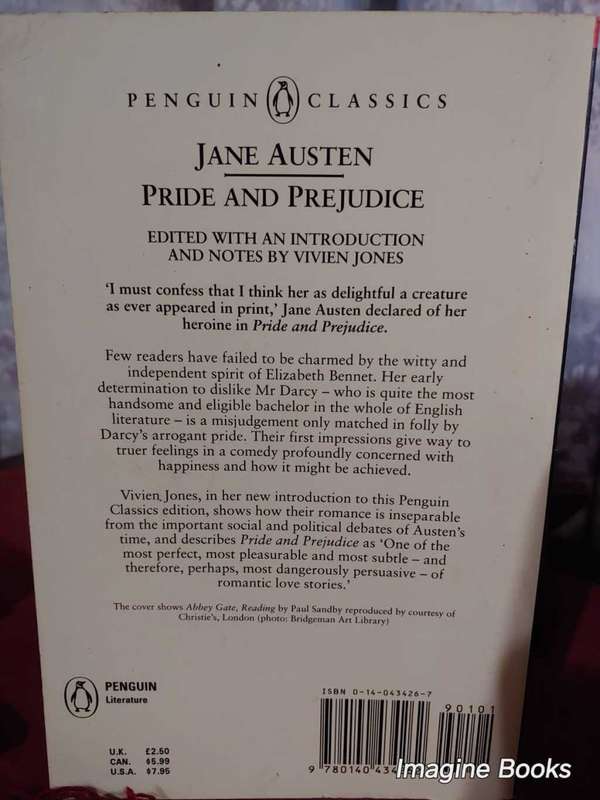 PENGUIN CLASSICS
JANE AUSTEN
PRIDE AND PREJUDICE
EDITED WITH AN INTRODUCTION
AND NOTES BY VIVIEN JONES
'I must confess that I think her as delightful a creature
as ever appeared in print,' Jane Austen declared of her
heroine in Pride and Prejudice.
Few readers have failed to be charmed by the witty and
independent spirit of Elizabeth Bennet. Her early
determination to dislike Mr Darcy – who is quite the most
handsome and eligible bachelor in the whole of English
literature – is a misjudgement only matched in folly by
Darcy's arrogant pride. Their first impressions give way to
truer feelings in a comedy profoundly concerned with
happiness and how it might be achieved.
Vivien Jones, in her new introduction to this Penguin
Classics edition, shows how their romance is inseparable
from the important social and political debates of Austen's
time, and describes Pride and Prejudice as 'One of the
most perfect, most pleasurable and most subtle – and
therefore, perhaps, most dangerously persuasive – of
romantic love stories.'
The cover shows Abbey Gate, Reading by Paul Sandby reproduced by courtesy of
Christie's, London (photo: Bridgeman Art Library)
PENGUIN
Literature
U.K. £2.50
CAN. $5.99
U.S.A. $7.95
ISBN 0-14-043426-7
90101
9 780140 434
Imagine Books